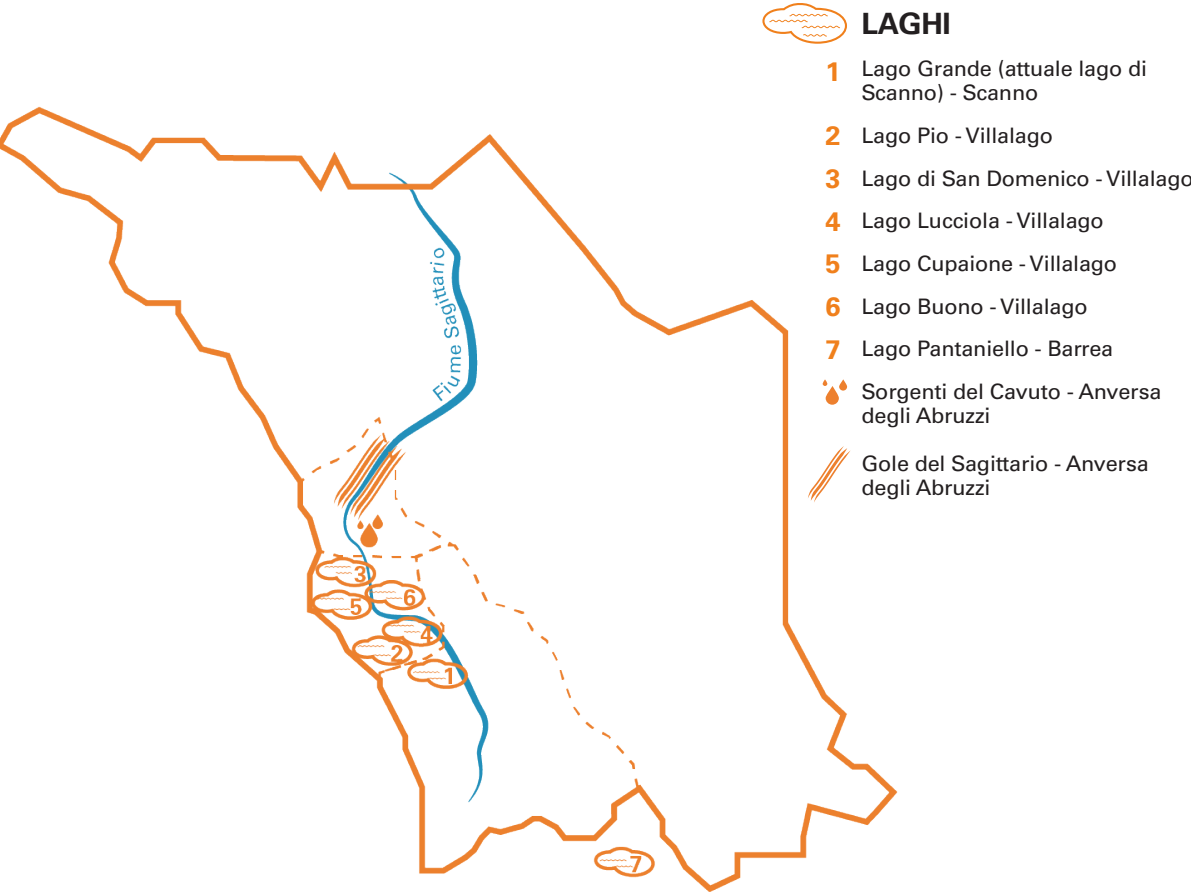 LAGHI
1 Lago Grande (attuale lago di
Scanno) - Scanno
2 Lago Pio - Villalago
3 Lago di San Domenico - Villalago
4 Lago Lucciola - Villalago
5 Lago Cupaione - Villalago
6 Lago Buono - Villalago
7 Lago Pantaniello - Barrea
Sorgenti del Cavuto - Anversa
degli Abruzzi
Gole del Sagittario - Anversa
degli Abruzzi
Fiume Sagittario
3
6
5
4
2
1
7